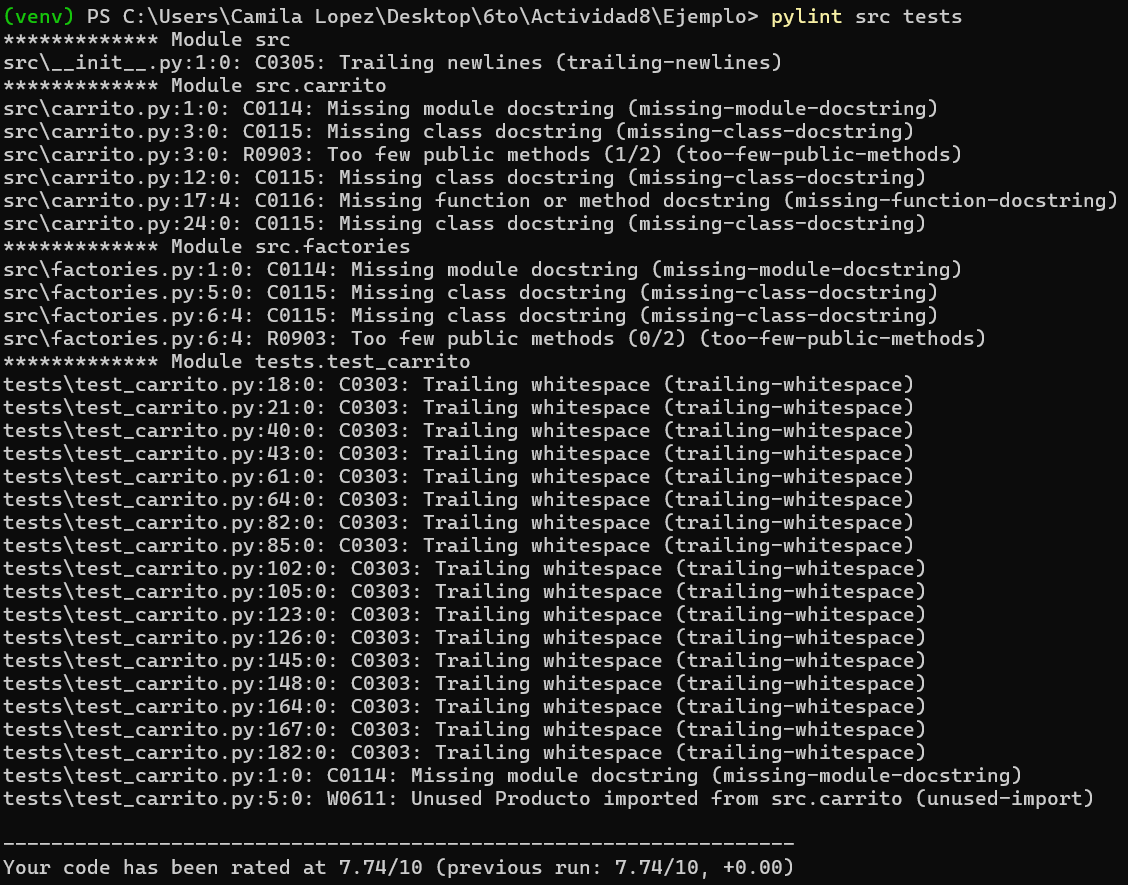 (venv) PS C:\Users\Camila Lopez\Desktop\6to\Actividad8\Ejemplo> pylint src tests
************* Module src
src\__init__.py:1:0: C0305: Trailing newlines (trailing-newlines)
************* Module src.carrito
src\carrito.py:1:0: C0114: Missing module docstring (missing-module-docstring)
src\carrito.py:3:0: C0115: Missing class docstring (missing-class-docstring)
src\carrito.py:3:0: R0903: Too few public methods (1/2) (too-few-public-methods)
src\carrito.py:12:0: C0115: Missing class docstring (missing-class-docstring)
src\carrito.py:17:4: C0116: Missing function or method docstring (missing-function-docstring)
src\carrito.py:24:0: C0115: Missing class docstring (missing-class-docstring)
************* Module src.factories
src\factories.py:1:0: C0114: Missing module docstring (missing-module-docstring)
src\factories.py:5:0: C0115: Missing class docstring (missing-class-docstring)
src\factories.py:6:4: C0115: Missing class docstring (missing-class-docstring)
src\factories.py:6:4: R0903: Too few public methods (0/2) (too-few-public-methods)
************* Module tests.test_carrito
tests\test_carrito.py:18:0: C0303: Trailing whitespace (trailing-whitespace)
tests\test_carrito.py:21:0: C0303: Trailing whitespace (trailing-whitespace)
tests\test_carrito.py:40:0: C0303: Trailing whitespace (trailing-whitespace)
tests\test_carrito.py:43:0: C0303: Trailing whitespace (trailing-whitespace)
tests\test_carrito.py:61:0: C0303: Trailing whitespace (trailing-whitespace)
tests\test_carrito.py:64:0: C0303: Trailing whitespace (trailing-whitespace)
tests\test_carrito.py:82:0: C0303: Trailing whitespace (trailing-whitespace)
tests\test_carrito.py:85:0: C0303: Trailing whitespace (trailing-whitespace)
tests\test_carrito.py:102:0: C0303: Trailing whitespace (trailing-whitespace)
tests\test_carrito.py:105:0: C0303: Trailing whitespace (trailing-whitespace)
tests\test_carrito.py:123:0: C0303: Trailing whitespace (trailing-whitespace)
tests\test_carrito.py:126:0: C0303: Trailing whitespace (trailing-whitespace)
tests\test_carrito.py:145:0: C0303: Trailing whitespace (trailing-whitespace)
tests\test_carrito.py:148:0: C0303: Trailing whitespace (trailing-whitespace)
tests\test_carrito.py:164:0: C0303: Trailing whitespace (trailing-whitespace)
tests\test_carrito.py:167:0: C0303: Trailing whitespace (trailing-whitespace)
tests\test_carrito.py:182:0: C0303: Trailing whitespace (trailing-whitespace)
tests\test_carrito.py:1:0: C0114: Missing module docstring (missing-module-docstring)
tests\test_carrito.py:5:0: W0611: Unused Producto imported from src.carrito (unused-import)
------------------------------------------------------------------
Your code has been rated at 7.74/10 (previous run: 7.74/10, +0.00)